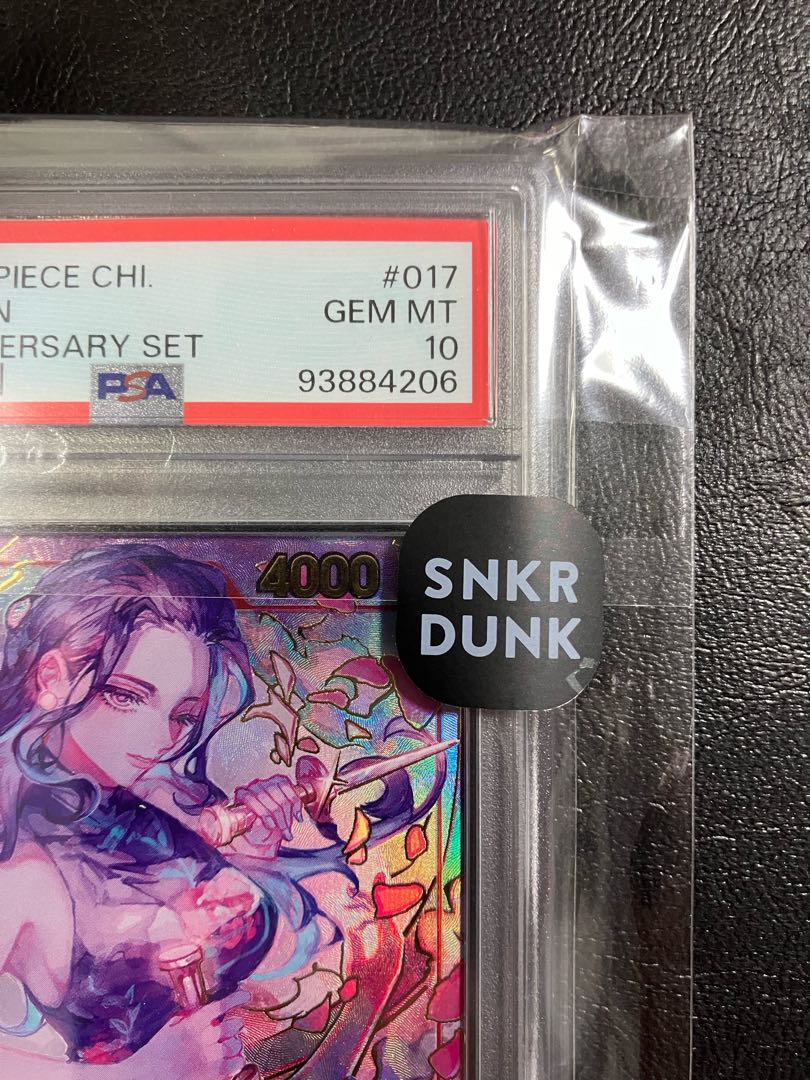 PIECE CHI. #017
N GEM MT
ERSARY SET 10
PSA 93884206
4000
SNKR
DUNK